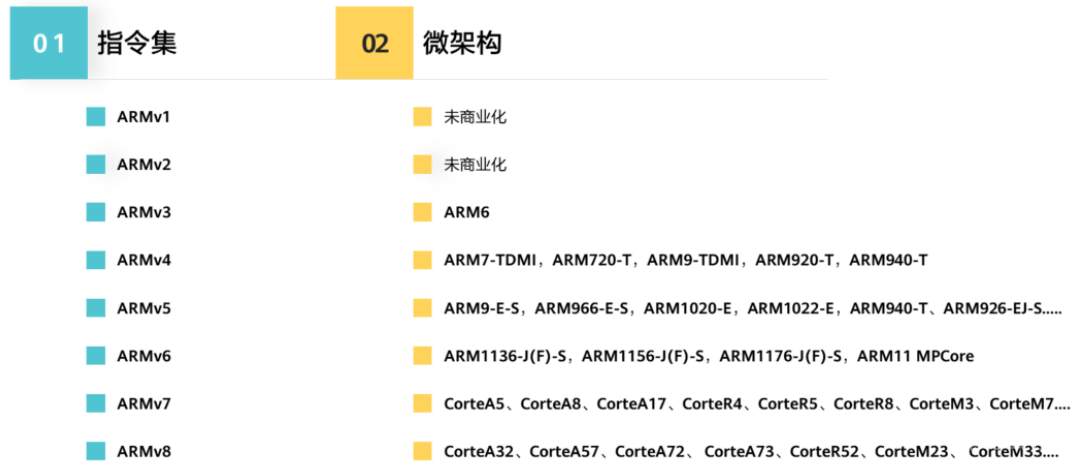 01 指令集 02 微架构
ARMv1 未商业化
ARMv2 未商业化
ARMv3 ARM6
ARMv4 ARM7-TDMI，ARM720-T，ARM9-TDMI，ARM920-T，ARM940-T
ARMv5 ARM9-E-S，ARM966-E-S，ARM1020-E，ARM1022-E，ARM940-T、ARM926-EJ-S.....
ARMv6 ARM1136-J(F)-S，ARM1156-J(F)-S，ARM1176-J(F)-S，ARM11 MPCore
ARMv7 CorteA5、CorteA8、CorteA17、CorteR4、CorteR5、CorteR8、CorteM3、CorteM7....
ARMv8 CorteA32、CorteA57、CorteA72、 CorteA73、CorteR52、CorteM23、 CorteM33....